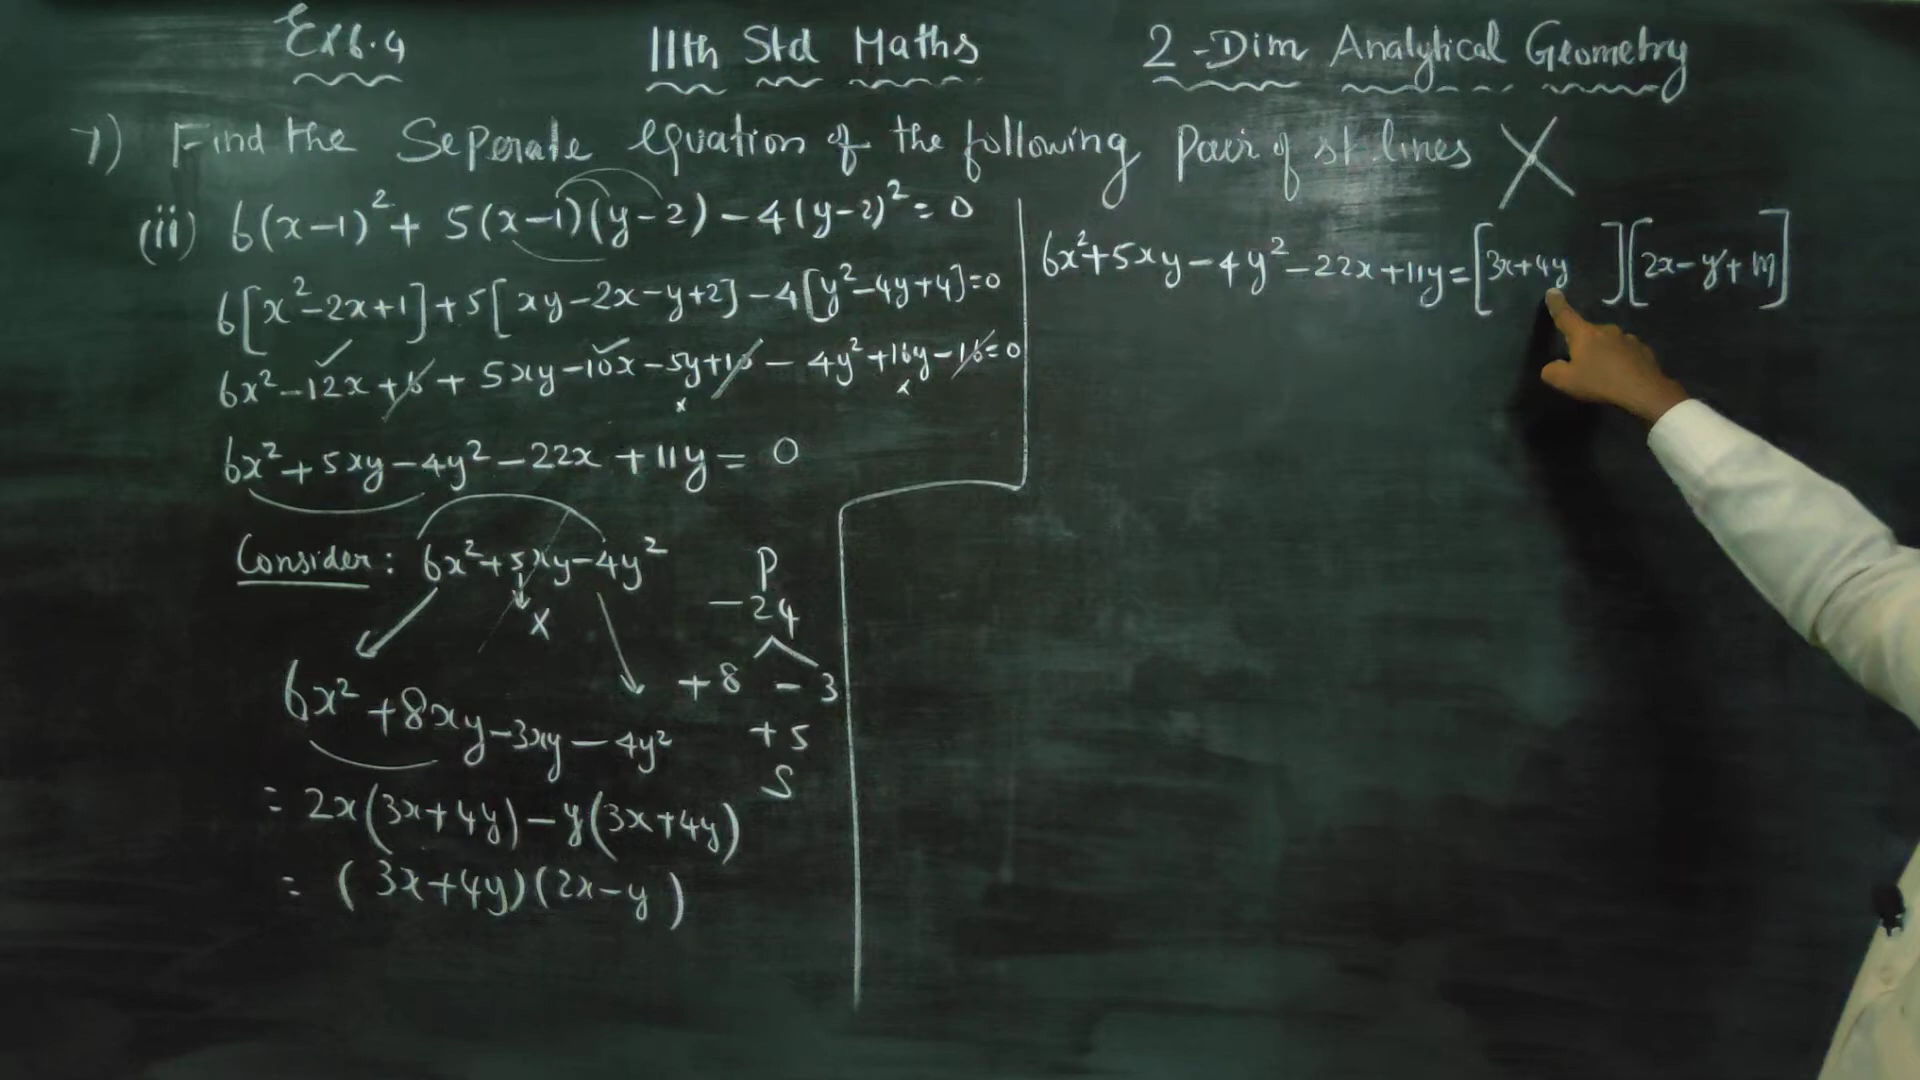 Ex 6.4 11th Std Maths 2-Dim Analytical Geometry
7) Find the Seperate equation of the following Pair of st lines X
(ii) 6(x-1)² + 5(x-1)(y-2) - 4(y-2)² = 0
6[x²-2x+1] + 5[xy-2x-y+2] - 4[y²-4y+4] = 0
6x² - 12x + 6 + 5xy - 10x - 5y + 10 - 4y² + 16y - 16 = 0
x x
6x² + 5xy - 4y² - 22x + 11y = 0
Consider: 6x² + 5xy - 4y²
x
6x² + 8xy - 3xy - 4y²
= 2x(3x+4y) - y(3x+4y)
= (3x+4y)(2x-y)
P
-24
+8 -3
+5
S
6x² + 5xy - 4y² - 22x + 11y = [3x+4y ][2x-y+m]